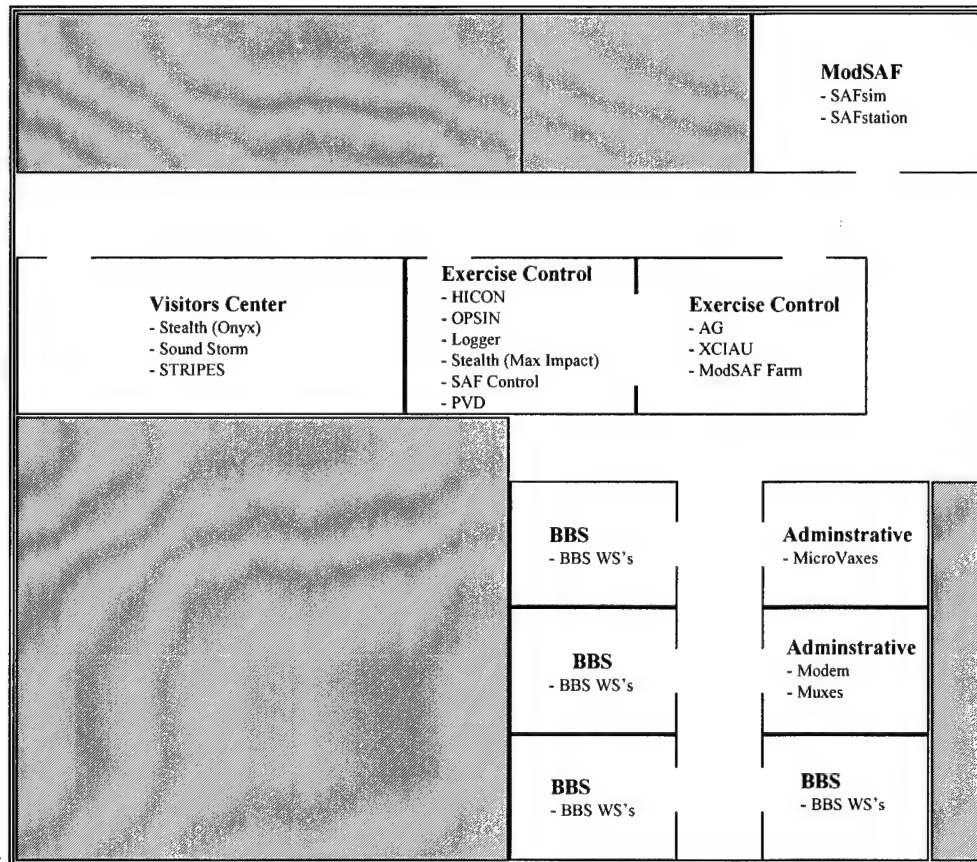 ModSAF
- SAFsim
- SAFstation
Visitors Center
- Stealth (Onyx)
- Sound Storm
- STRIPES
Exercise Control
- HICON
- OPSIN
- Logger
- Stealth (Max Impact)
- SAF Control
- PVD
Exercise Control
- AG
- XCIAU
- ModSAF Farm
BBS
- BBS WS's
Adminstrative
- MicroVaxes
BBS
- BBS WS's
Adminstrative
- Modem
- Muxes
BBS
- BBS WS's
BBS
- BBS WS's